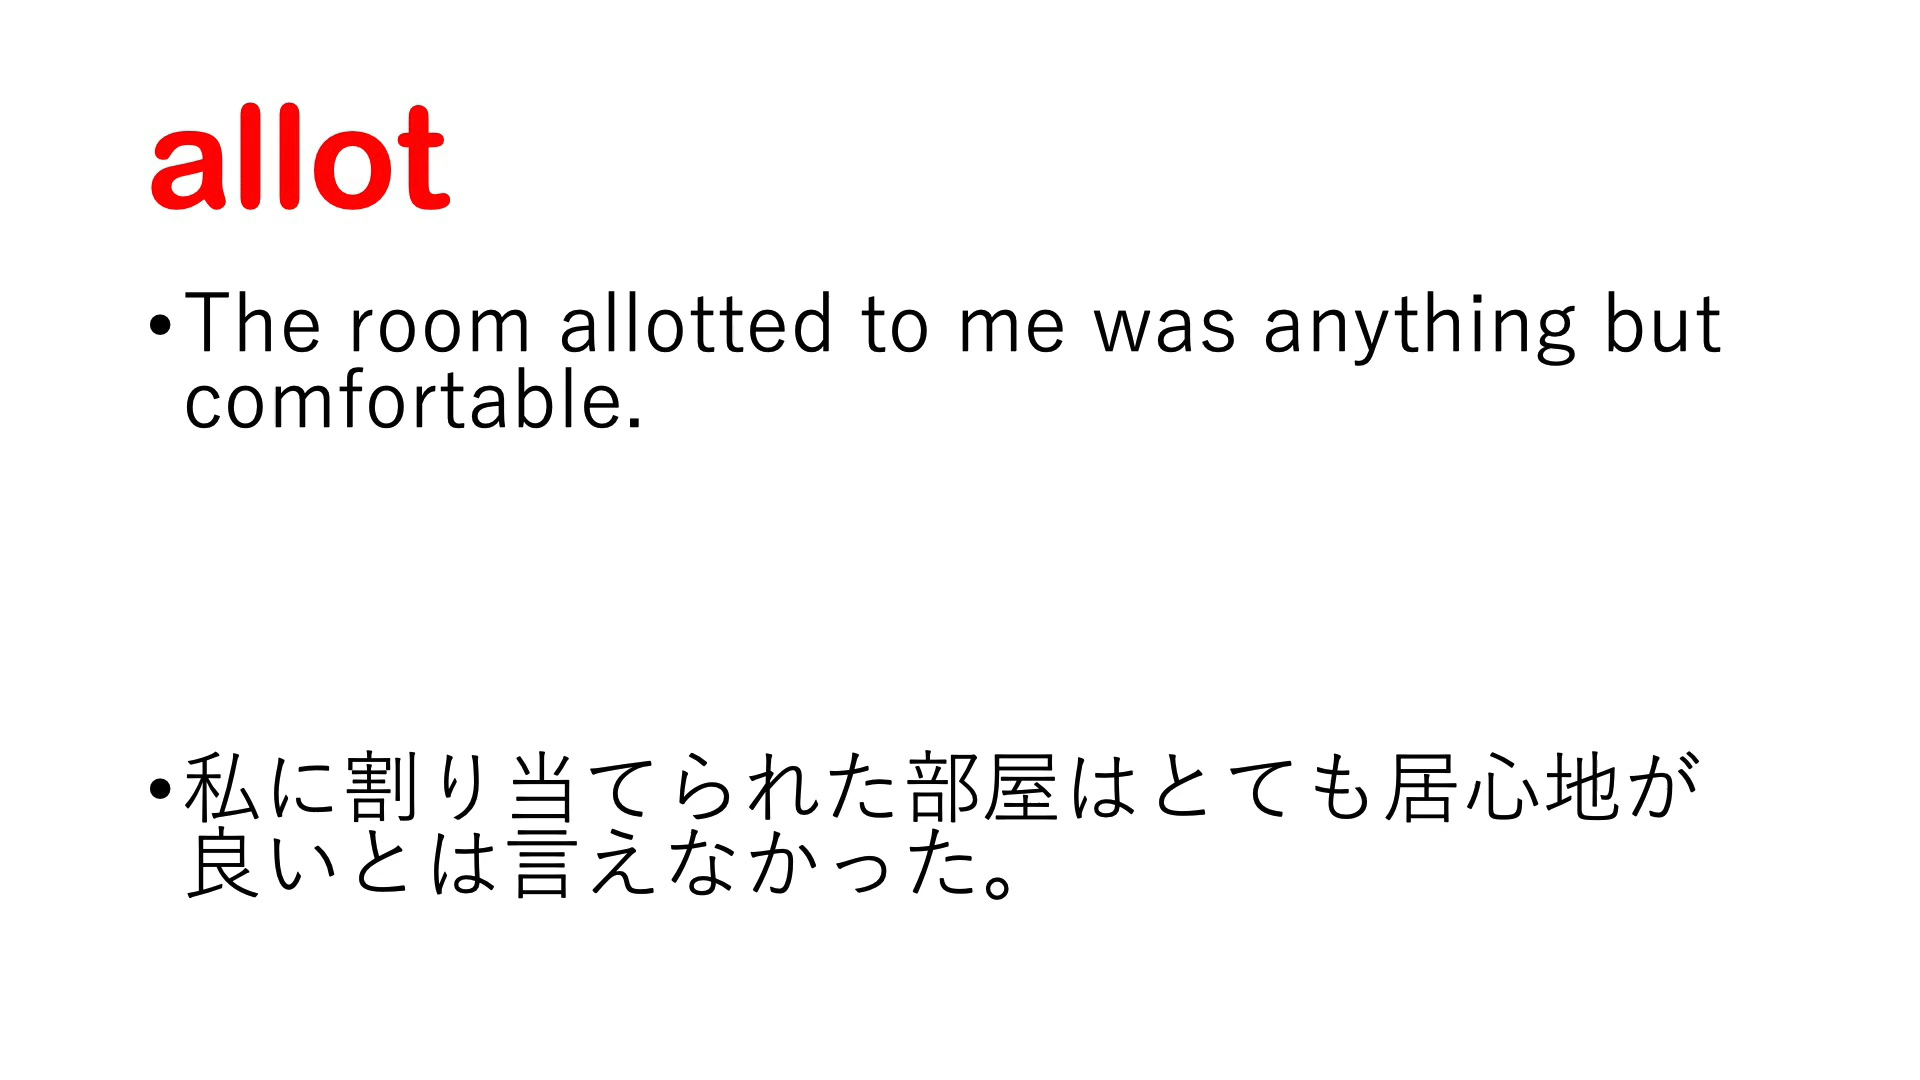 allot
•The room allotted to me was anything but
comfortable.
•私に割り当てられた部屋はとても居心地が
良いとは言えなかった。